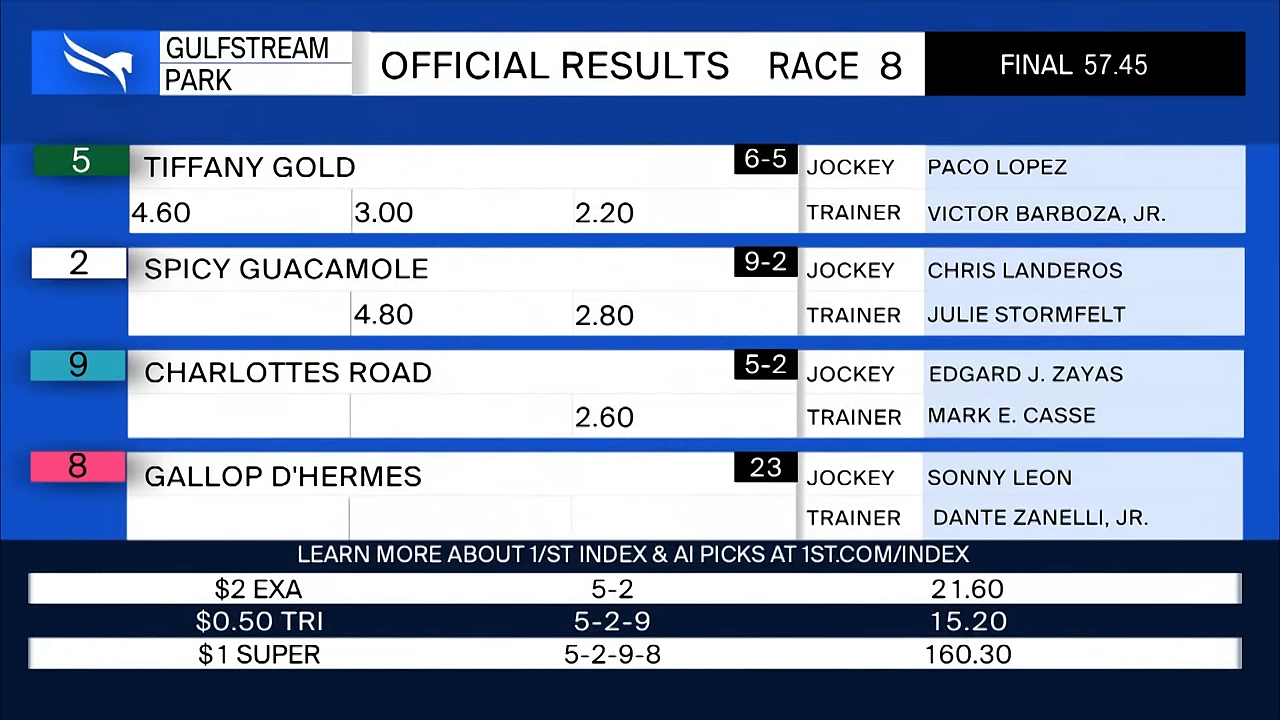 GULFSTREAM
PARK
OFFICIAL RESULTS RACE 8
FINAL 57.45
5 TIFFANY GOLD 6-5 JOCKEY PACO LOPEZ
4.60 3.00 2.20 TRAINER VICTOR BARBOZA, JR.
2 SPICY GUACAMOLE 9-2 JOCKEY CHRIS LANDEROS
4.80 2.80 TRAINER JULIE STORMFELT
9 CHARLOTTES ROAD 5-2 JOCKEY EDGARD J. ZAYAS
2.60 TRAINER MARK E. CASSE
8 GALLOP D'HERMES 23 JOCKEY SONNY LEON
TRAINER DANTE ZANELLI, JR.
LEARN MORE ABOUT 1/ST INDEX & AI PICKS AT 1ST.COM/INDEX
$2 EXA 5-2 21.60
$0.50 TRI 5-2-9 15.20
$1 SUPER 5-2-9-8 160.30